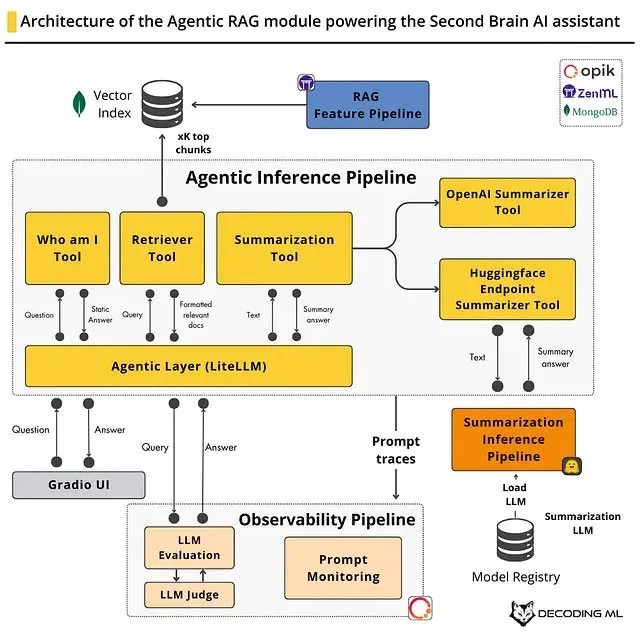 Architecture of the Agentic RAG module powering the Second Brain AI assistant
opik
ZenML
MongoDB
Vector
Index
RAG
Feature Pipeline
xK top
chunks
Agentic Inference Pipeline
Who am I
Tool
Retriever
Tool
Summarization
Tool
OpenAI Summarizer
Tool
Huggingface
Endpoint
Summarizer Tool
Question
Static
Answer
Query
Formatted
relevant
docs
Text
Summary
answer
Agentic Layer (LiteLLM)
Text
Summary
answer
Question
Answer
Query
Answer
Prompt
traces
Summarization
Inference
Pipeline
Gradio UI
Load
LLM
Summarization
LLM
Observability Pipeline
LLM
Evaluation
LLM Judge
Prompt
Monitoring
Model Registry
DECODING ML